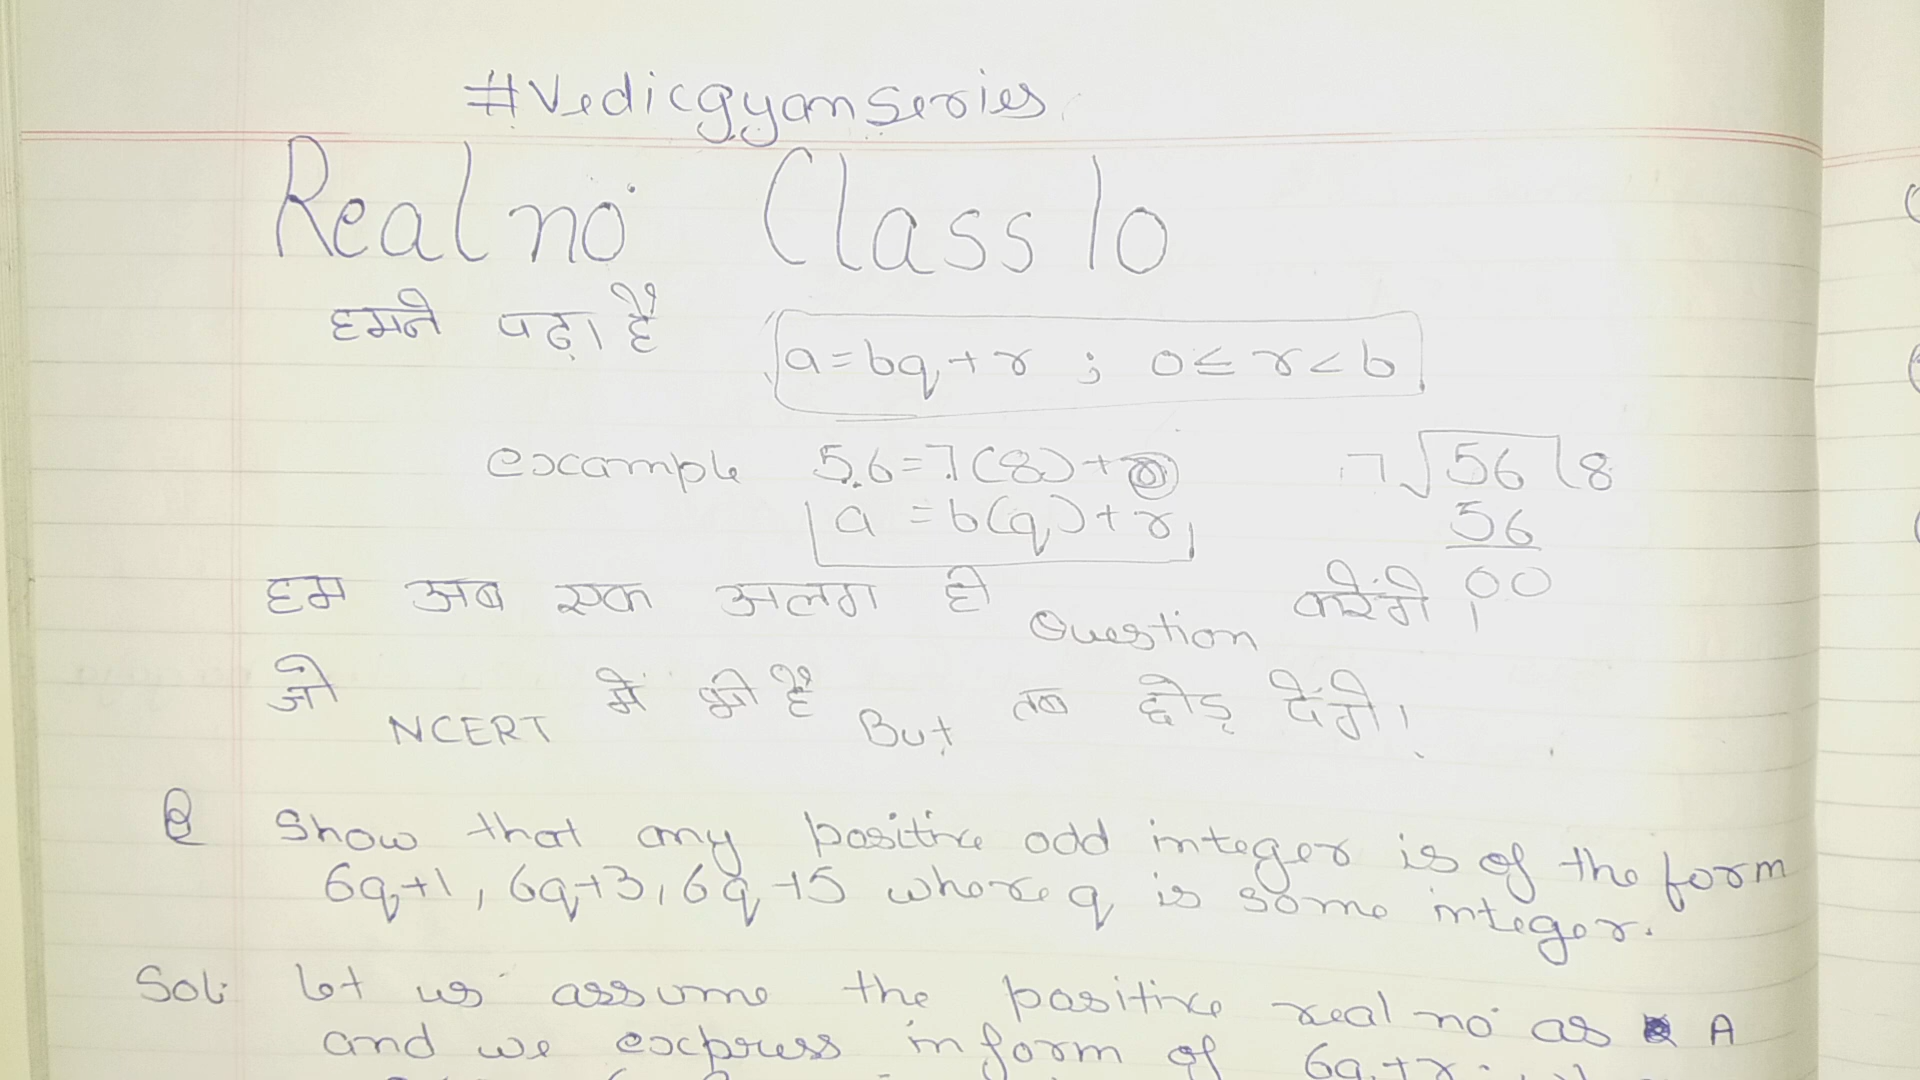 #Vedicgyanseries
Real no Class 10
हमने पढ़ा है a=bq+r ; 0≤r<b
example 56=7(8)+0 7√56(8
a =b(q)+r 56
00
हम अब एक अलग ही Question करेंगे।
जो NCERT में भी है But तब छोड़ देंगे।
Q Show that any positive odd integer is of the form
6q+1, 6q+3, 6q+5 where q is some integer.
Sol: let us assume the positive real no as A
and we express in form of 6q+r